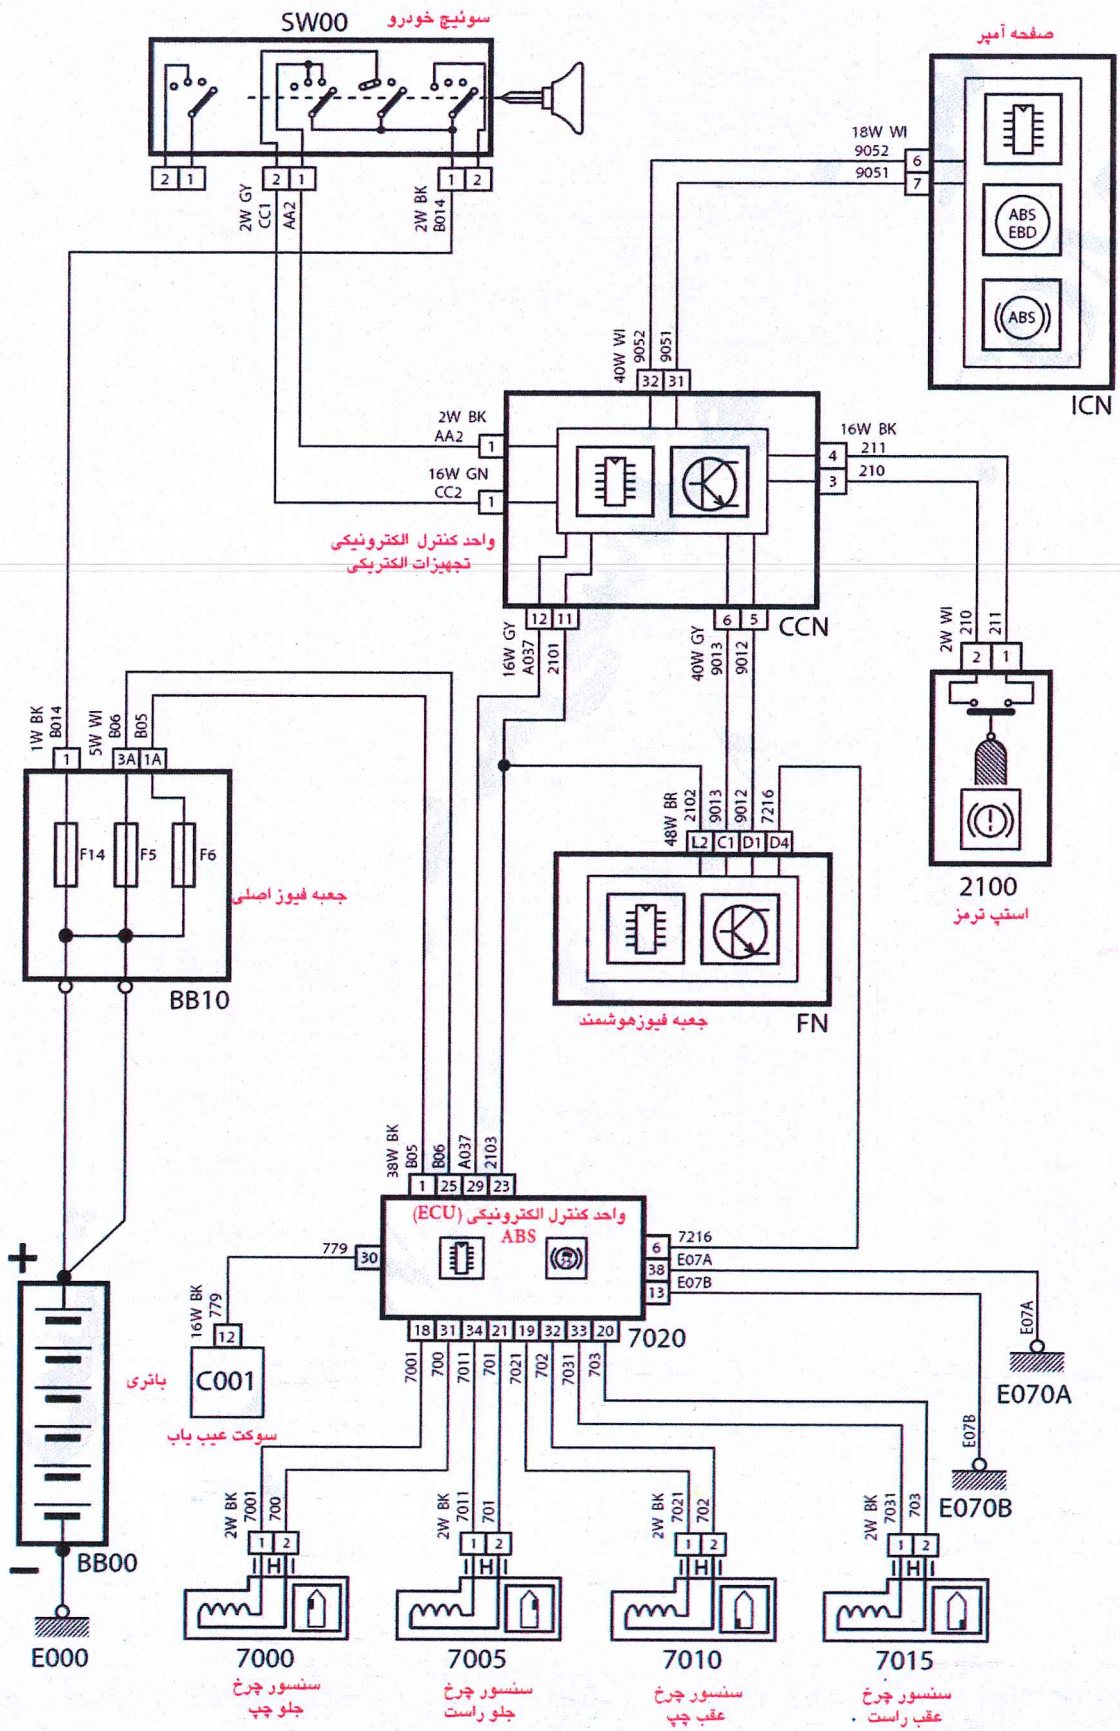 SW00
سوئیچ خودرو
صفحه آمپر
2 1
2 1
1 2
2W GY
CC1
AA2
2W BK
B014
18W WI
9052
9051
6
7
ABS
EBD
ABS
ICN
40W WI
9052
9051
32 31
2W BK
AA2
1
16W GN
CC2
1
16W BK
4
211
3
210
واحد کنترل الکترونیکی
تجهیزات الکتریکی
12 11
6 5
CCN
16W GY
A037
2101
40W GY
9013
9012
2W WI
210
211
2 1
2100
استپ ترمز
1W BK
B014
5W WI
B06
B05
1
3A 1A
F14
F5
F6
جعبه فیوز اصلی
BB10
48W BR
2102
9013
9012
7216
L2 C1 D1 D4
جعبه فیوزهوشمند
FN
38W BK
B05
B06
A037
2103
1 25 29 23
واحد کنترل الکترونیکی (ECU)
ABS
779
30
6
7216
38
E07A
13
E07B
18 31 34 21 19 32 33 20
7020
7001
700
7011
701
7021
702
7031
703
16W BK
779
12
C001
سوکت عیب یاب
+
باتری
−
BB00
E000
E07A
E070A
E07B
E070B
2W BK
7001
700
1 2
2W BK
7011
701
1 2
2W BK
7021
702
1 2
2W BK
7031
703
1 2
7000
سنسور چرخ
جلو چپ
7005
سنسور چرخ
جلو راست
7010
سنسور چرخ
عقب چپ
7015
سنسور چرخ
عقب راست .